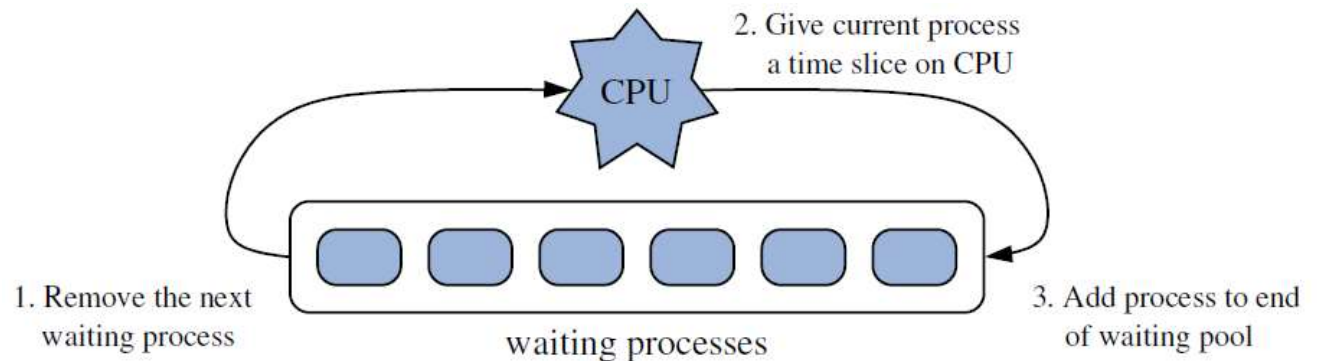 2. Give current process
a time slice on CPU
CPU
1. Remove the next
waiting process
waiting processes
3. Add process to end
of waiting pool